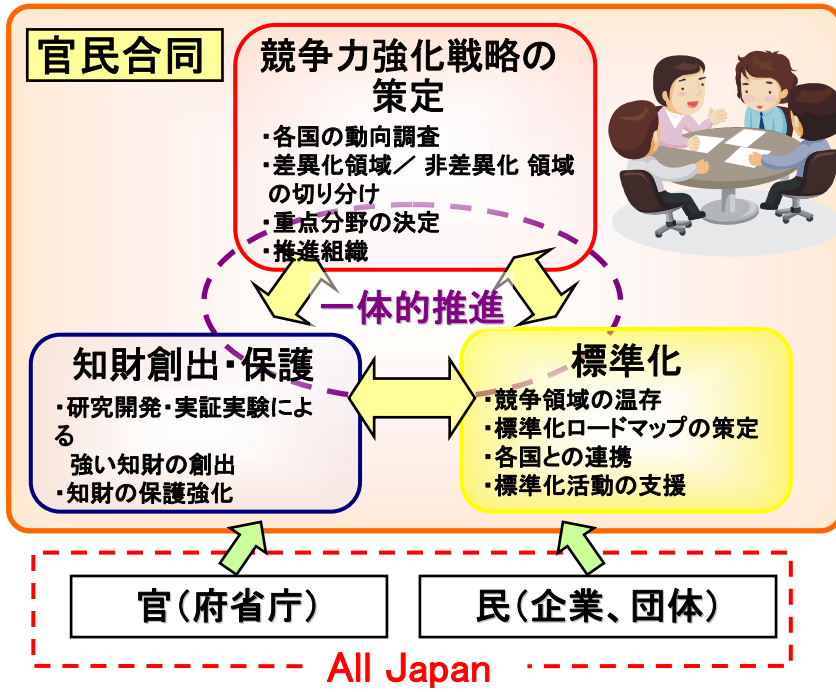 官民合同
競争力強化戦略の
策定
・各国の動向調査
・差異化領域／ 非差異化 領域
の切り分け
・重点分野の決定
・推進組織
一体的推進
知財創出・保護
・研究開発・実証実験によ
る
強い知財の創出
・知財の保護強化
標準化
・競争領域の温存
・標準化ロードマップの策定
・各国との連携
・標準化活動の支援
官（府省庁）
民（企業、団体）
All Japan